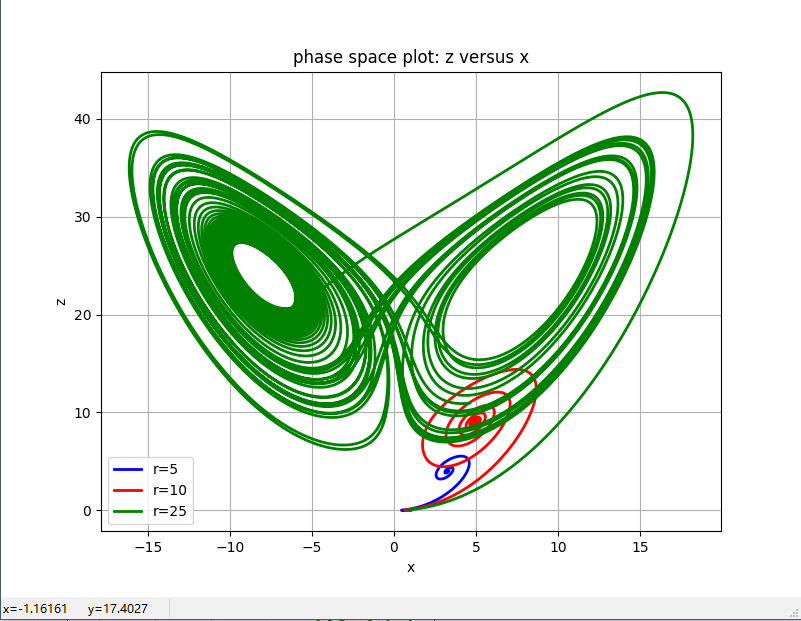 phase space plot: z versus x
z
40
30
20
10
0
−15 −10 −5 0 5 10 15
x
r=5
r=10
r=25
x=-1.16161 y=17.4027